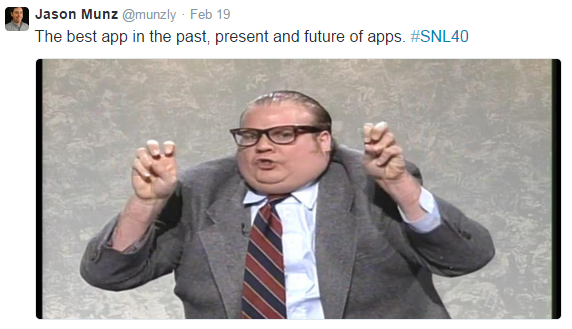 Jason Munz @munzly · Feb 19
The best app in the past, present and future of apps. #SNL40